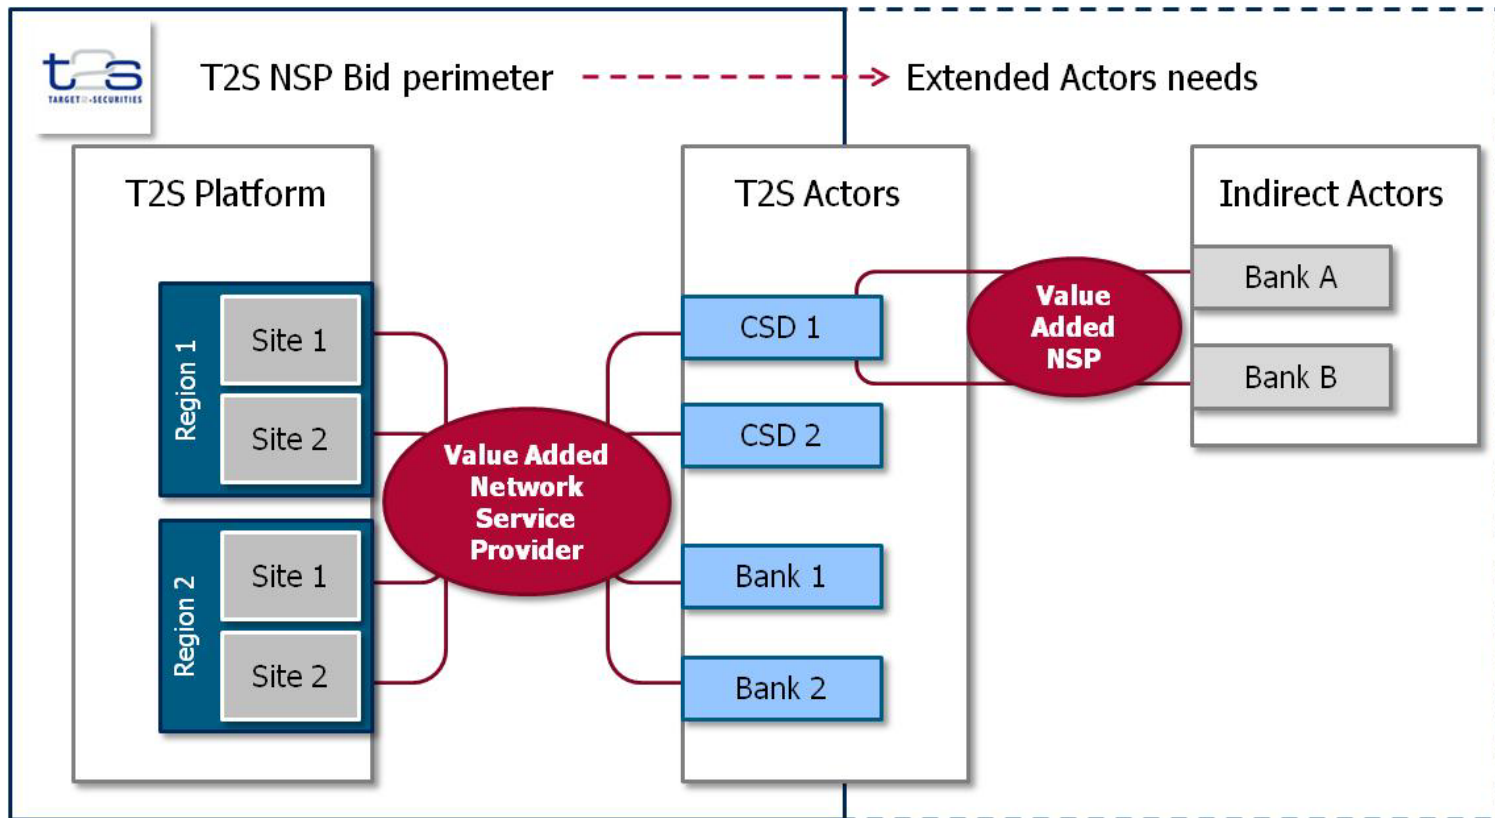 t2s
TARGET2-SECURITIES
T2S NSP Bid perimeter
Extended Actors needs
T2S Platform
T2S Actors
Indirect Actors
Region 1
Site 1
Site 2
Region 2
Site 1
Site 2
Value Added
Network
Service
Provider
CSD 1
CSD 2
Bank 1
Bank 2
Value
Added
NSP
Bank A
Bank B